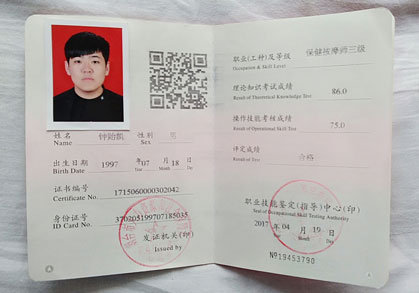 姓名 钟贻凯 性别 男
Name Sex
出生日期 1997 年 07 月 18 日
Birth Date Year Month Day
证书编号 1715060000302042
Certificate No.
身份证号 370205199707185035
ID Card No.
发证机关(印)
Issued by
职业(工种)及等级 保健按摩师三级
Occupation & Skill Level
理论知识考试成绩 86.0
Result of Theoretical Knowledge Test
操作技能考核成绩 75.0
Result of Operational Skill Test
评定成绩 合格
Result of Test
职业技能鉴定(指导)中心(印)
Seal of Occupational Skill Testing Authority
2017 年 04 月 19 日
Year Month Day
№19453790